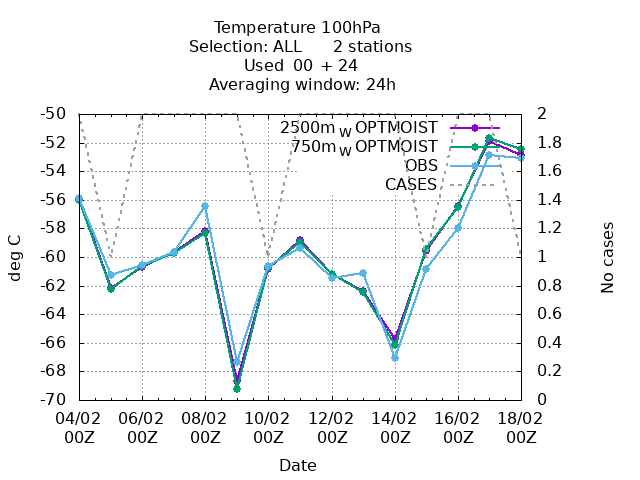 Temperature 100hPa
Selection: ALL 2 stations
Used 00 + 24
Averaging window: 24h
-50 2
-52 1.8
-54 1.6
-56 1.4
-58 1.2
-60 1
-62 0.8
-64 0.6
-66 0.4
-68 0.2
-70 0
2500m W OPTMOIST
750m W OPTMOIST
OBS
CASES
deg C
No cases
04/02 06/02 08/02 10/02 12/02 14/02 16/02 18/02
00Z 00Z 00Z 00Z 00Z 00Z 00Z 00Z
Date